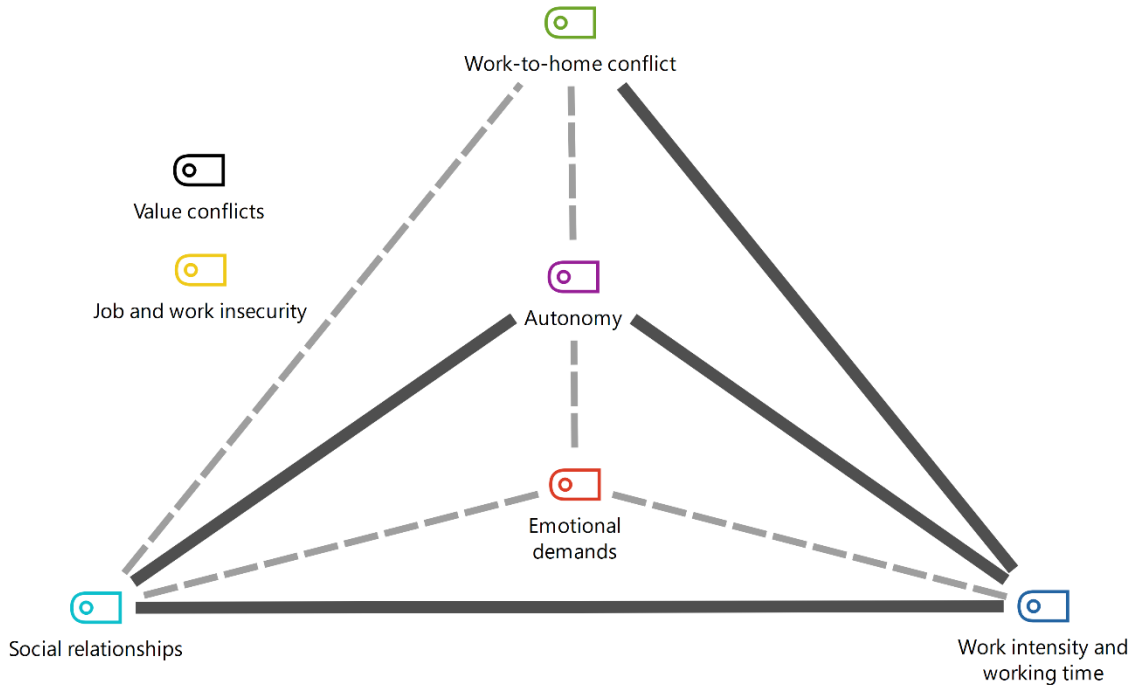 Work-to-home conflict
Value conflicts
Job and work insecurity
Autonomy
Emotional
demands
Social relationships
Work intensity and
working time